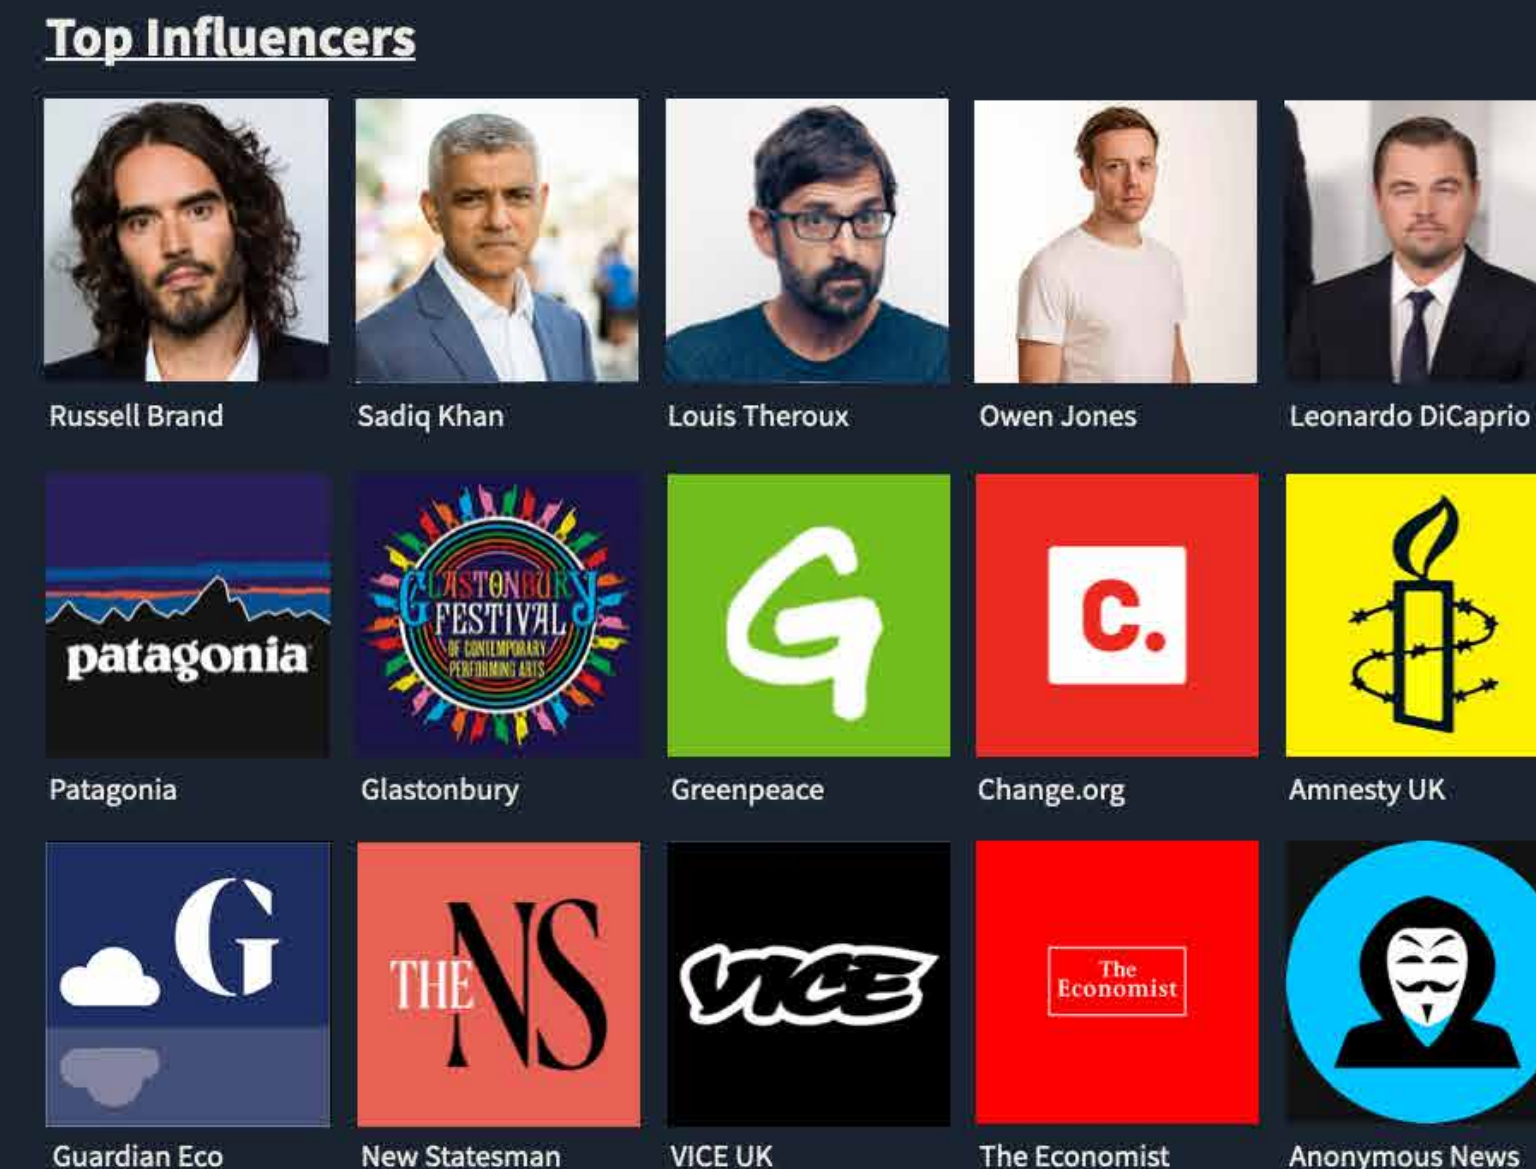 Top Influencers
Russell Brand
Sadiq Khan
Louis Theroux
Owen Jones
Leonardo DiCaprio
patagonia
GLASTONBURY
FESTIVAL
OF CONTEMPORARY
PERFORMING ARTS
G
C.
Patagonia
Glastonbury
Greenpeace
Change.org
Amnesty UK
G
THE NS
VICE
The
Economist
Guardian Eco
New Statesman
VICE UK
The Economist
Anonymous News